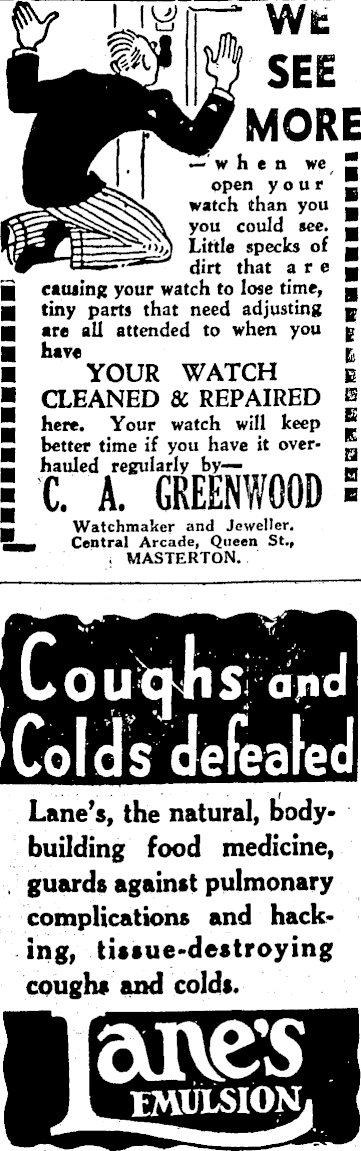 WE
SEE
MORE
— when we
open your
watch than you
you could see.
Little specks of
dirt that are
causing your watch to lose time,
tiny parts that need adjusting
are all attended to when you
have
YOUR WATCH
CLEANED & REPAIRED
here. Your watch will keep
better time if you have it over-
hauled regularly by—
C. A. GREENWOOD
Watchmaker and Jeweller.
Central Arcade, Queen St.,
MASTERTON.
Coughs and
Colds defeated
Lane's, the natural, body-
building food medicine,
guards against pulmonary
complications and hack-
ing, tissue-destroying
coughs and colds.
Lane's
EMULSION